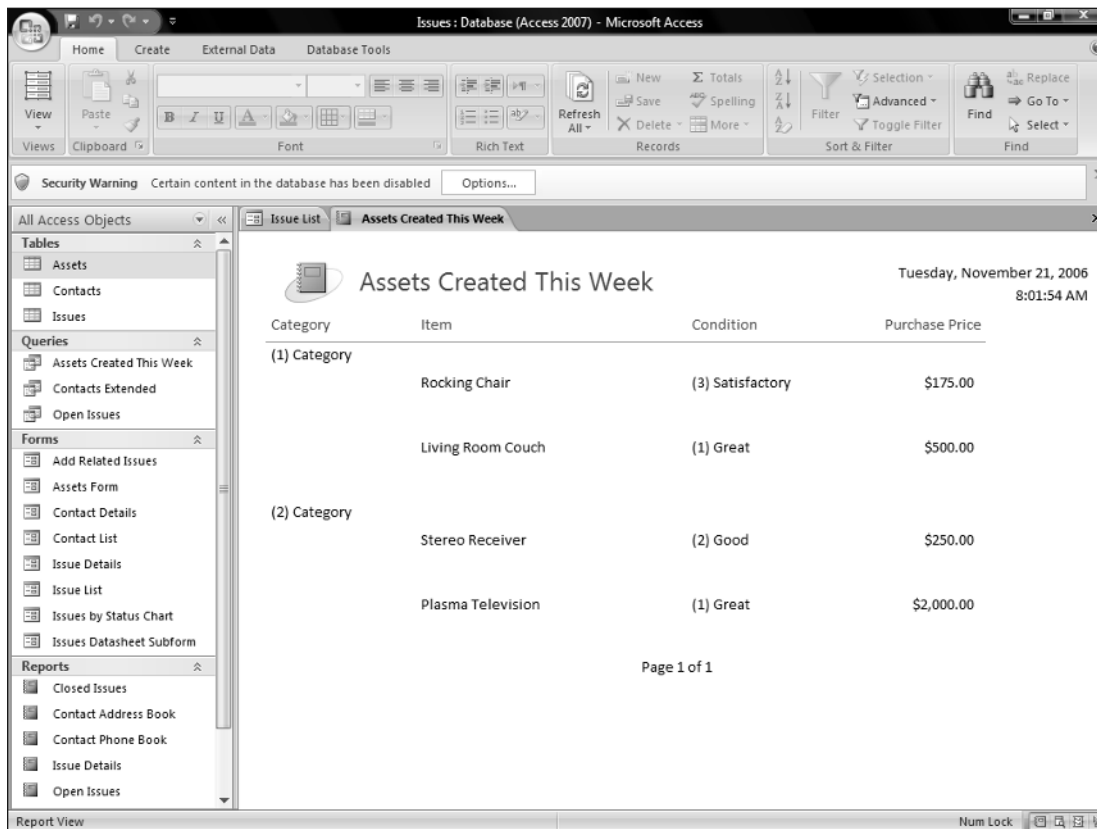 Issues : Database (Access 2007) - Microsoft Access
Home Create External Data Database Tools
View
Views
Paste
Clipboard
B I U A
Font
ab
Rich Text
Refresh All
New Σ Totals
Save ABC Spelling
Delete More
Records
A Z
Z A
Filter
Selection
Advanced
Toggle Filter
Sort & Filter
Find
ab ac Replace
Go To
Select
Find
Security Warning Certain content in the database has been disabled Options...
All Access Objects «
Tables
Assets
Contacts
Issues
Queries
Assets Created This Week
Contacts Extended
Open Issues
Forms
Add Related Issues
Assets Form
Contact Details
Contact List
Issue Details
Issue List
Issues by Status Chart
Issues Datasheet Subform
Reports
Closed Issues
Contact Address Book
Contact Phone Book
Issue Details
Open Issues
Issue List Assets Created This Week
Assets Created This Week
Tuesday, November 21, 2006
8:01:54 AM
Category Item Condition Purchase Price
(1) Category
Rocking Chair (3) Satisfactory $175.00
Living Room Couch (1) Great $500.00
(2) Category
Stereo Receiver (2) Good $250.00
Plasma Television (1) Great $2,000.00
Page 1 of 1
Report View Num Lock